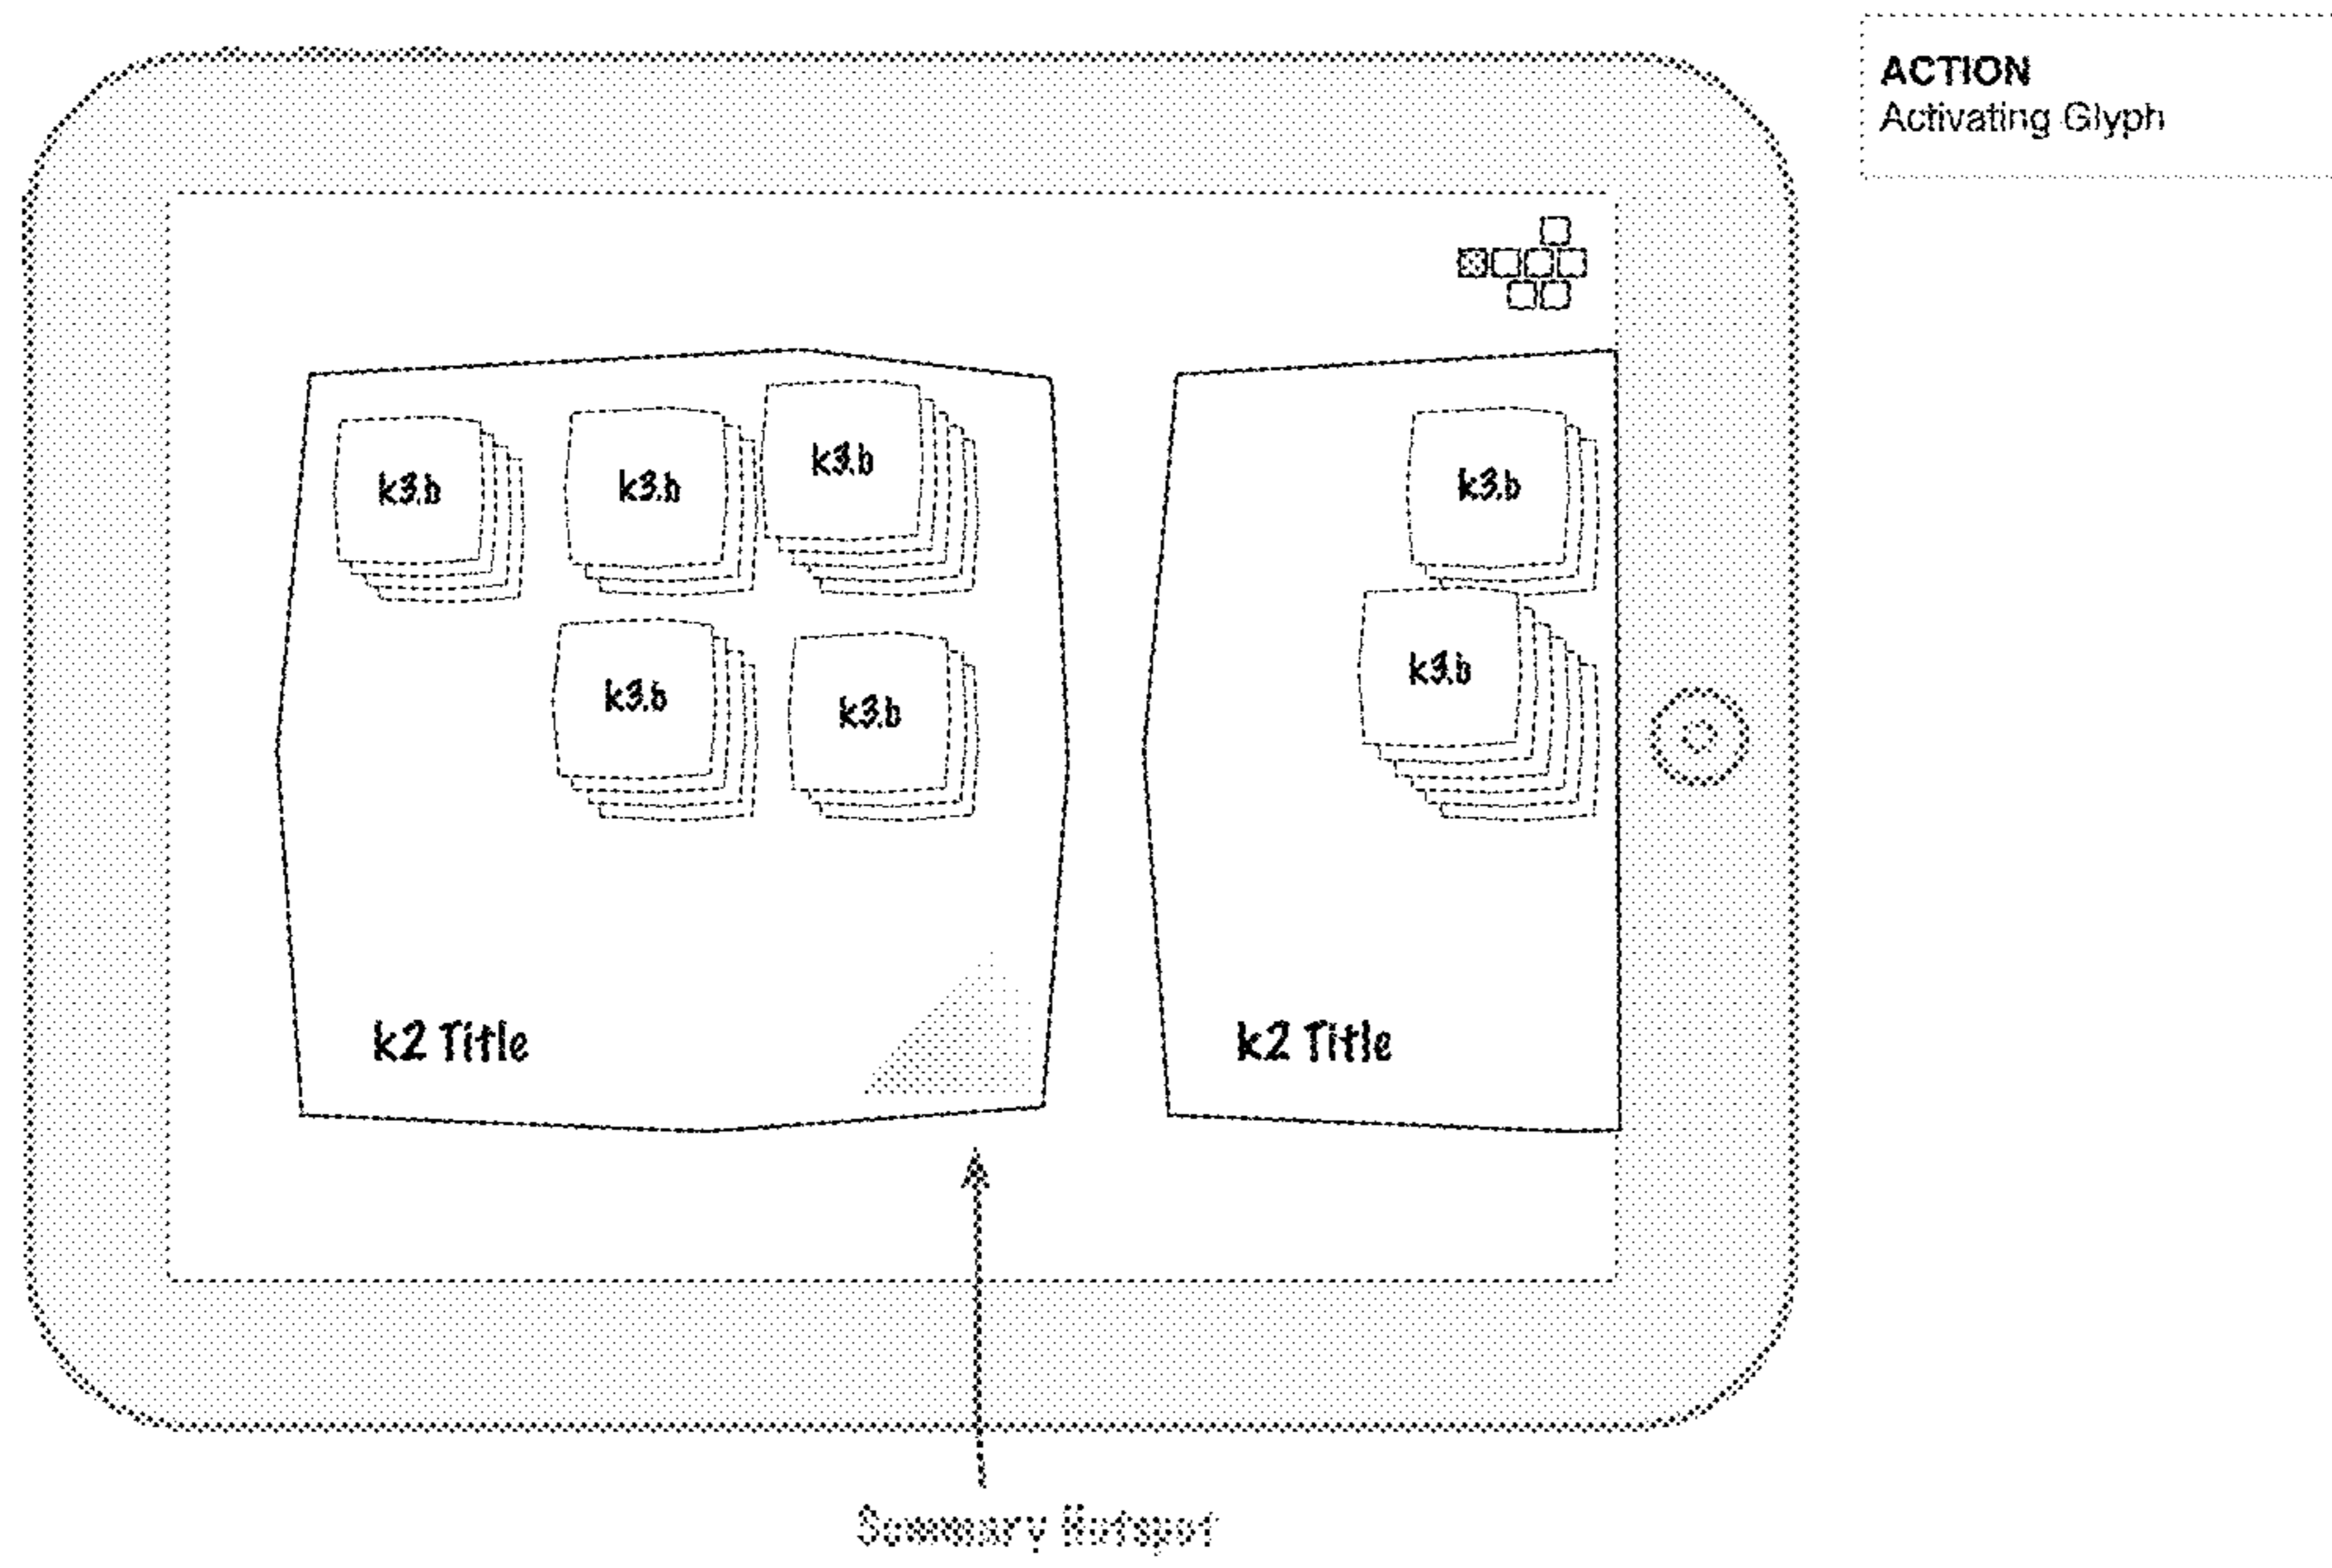 ACTION
Activating Glyph
k3.b
k3.b
k3.b
k3.b
k3.b
k2 Title
k3.b
k3.b
k2 Title
Summary Hotspot